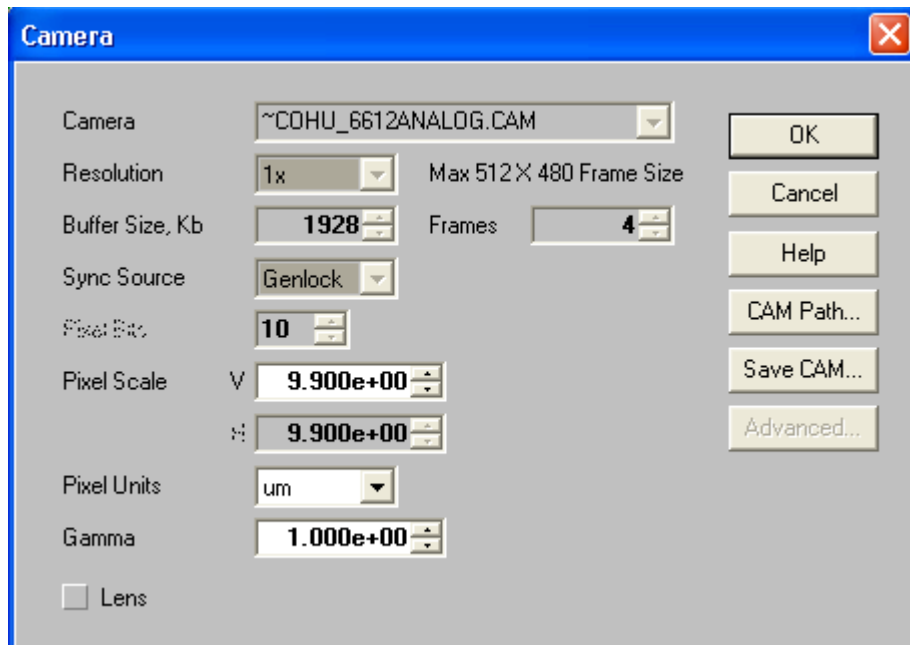 Camera
Camera ~COHU_6612ANALOG.CAM
OK
Resolution 1x Max 512 X 480 Frame Size
Cancel
Buffer Size, Kb 1928 Frames 4
Help
Sync Source Genlock
CAM Path...
Pixel Bits 10
Save CAM...
Pixel Scale V 9.900e+00
H 9.900e+00
Advanced...
Pixel Units um
Gamma 1.000e+00
Lens